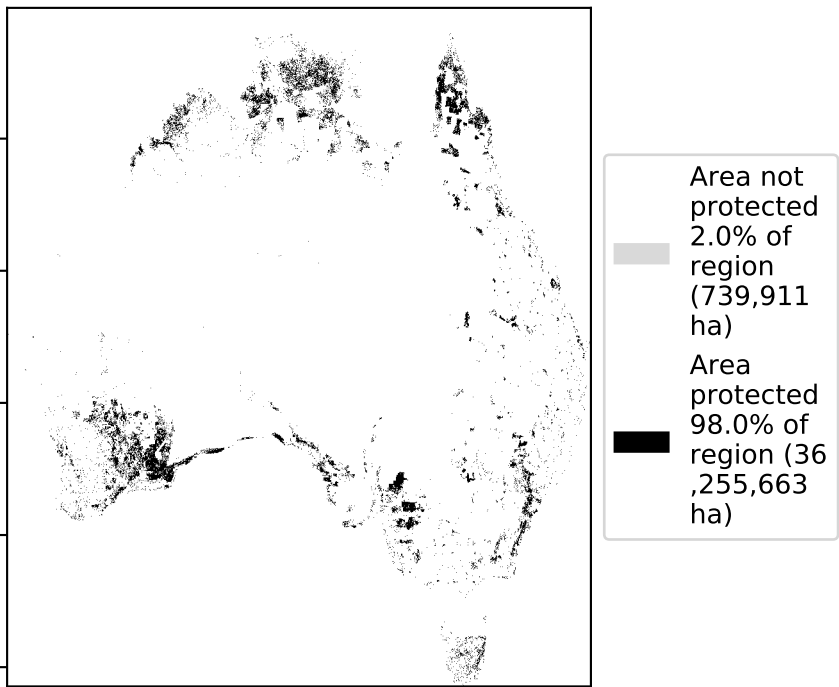 Area not
protected
2.0% of
region
(739,911
ha)
Area
protected
98.0% of
region (36
,255,663
ha)